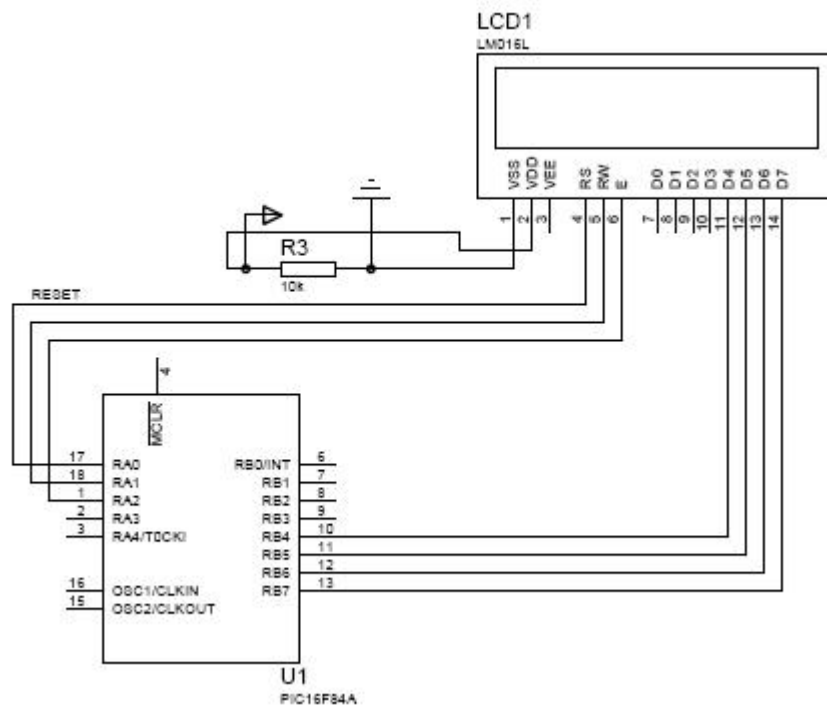 LCD1
LM016L
VSS
VDD
VEE
RS
RW
E
D0
D1
D2
D3
D4
D5
D6
D7
1
2
3
4
5
6
7
8
9
10
11
12
13
14
R3
10k
RESET
4
MCLR
17 RA0 RB0/INT 6
18 RA1 RB1 7
1 RA2 RB2 8
2 RA3 RB3 9
3 RA4/T0CKI RB4 10
RB5 11
RB6 12
16 OSC1/CLKIN RB7 13
15 OSC2/CLKOUT
U1
PIC16F84A